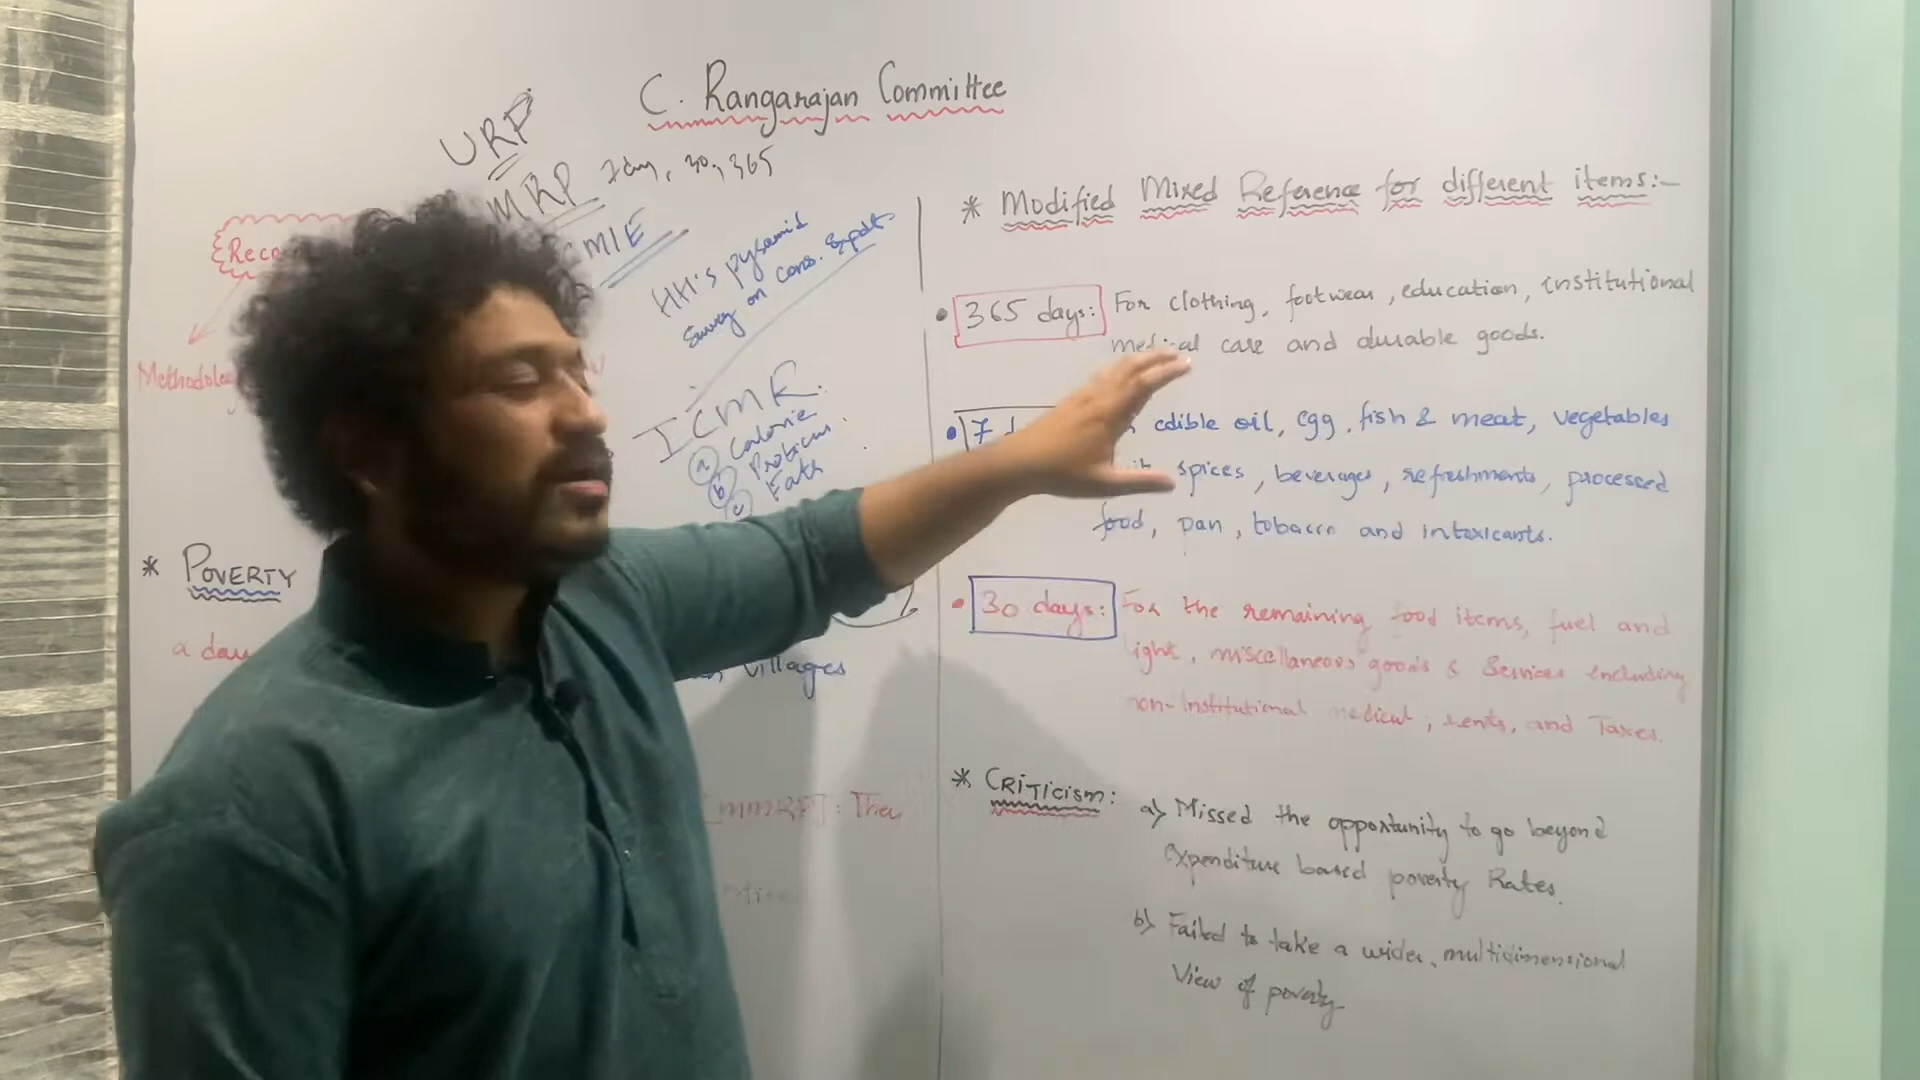 C. Rangarajan Committee
URP
MRP 7 day, 30, 365
CMIE
HH's pyramid
Survey on cons. Expdt.
ICMR.
a) Calorie
b) Proteins.
c) Fats
Methodolo
* POVERTY
a day
villages
[MMRP]: They
* Modified Mixed Reference for different items:-
• 365 days: For clothing, footwear, education, institutional
medical care and durable goods.
• 7 d edible oil, egg, fish & meat, vegetables
spices, beverages, refreshments, processed
food, pan, tobacco and intoxicants.
• 30 days: For the remaining food items, fuel and
light, miscellaneous goods & Services including
non-Institutional medical, rents, and Taxes.
* CRITICISM: a) Missed the opportunity to go beyond
expenditure based poverty Rates.
b) Failed to take a wider, multidimensional
View of poverty